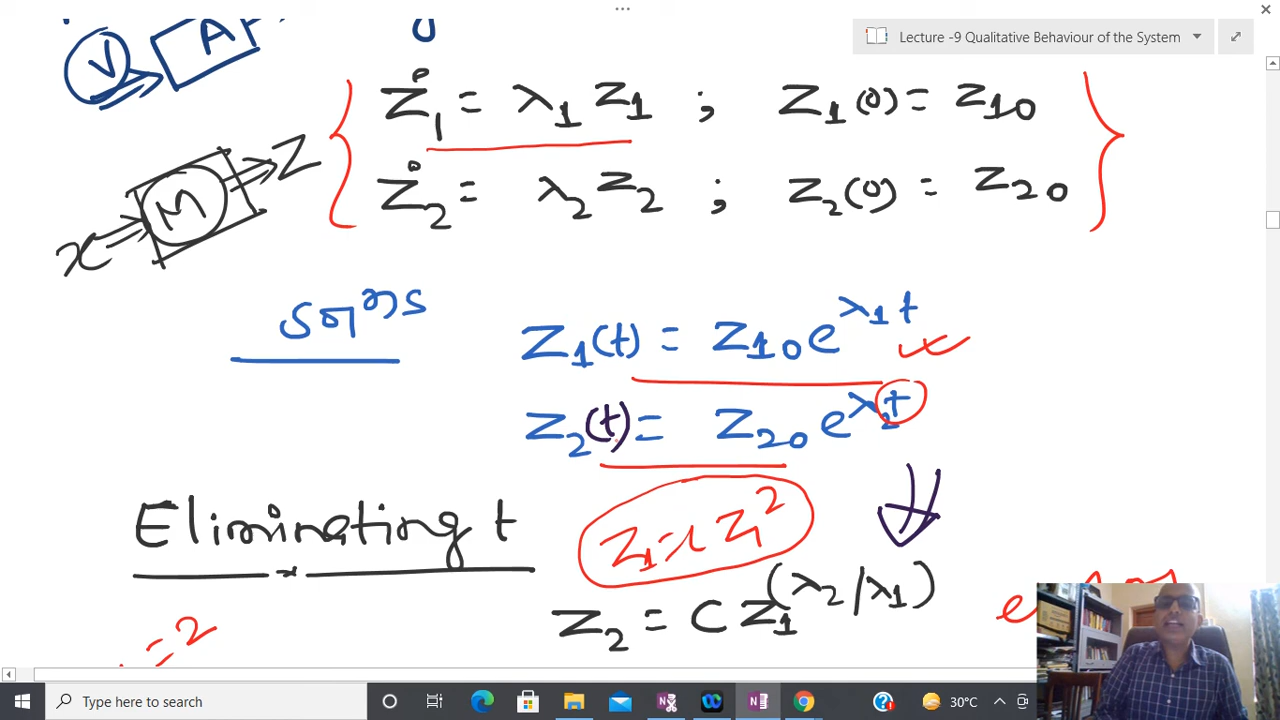 Lecture -9 Qualitative Behaviour of the System
V
Ż₁ = λ₁ Z₁ ; Z₁(0) = Z₁₀
Ż₂ = λ₂ Z₂ ; Z₂(0) = Z₂₀
x M Z
Z₁(t) = Z₁₀ e^λ₁t
Z₂(t) = Z₂₀ e^λ₂t
Eliminating t
Z₂ = C Z₁^(λ₂/λ₁)
= 2
Type here to search
30°C